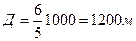 Д = 6/5 1000 = 1200м